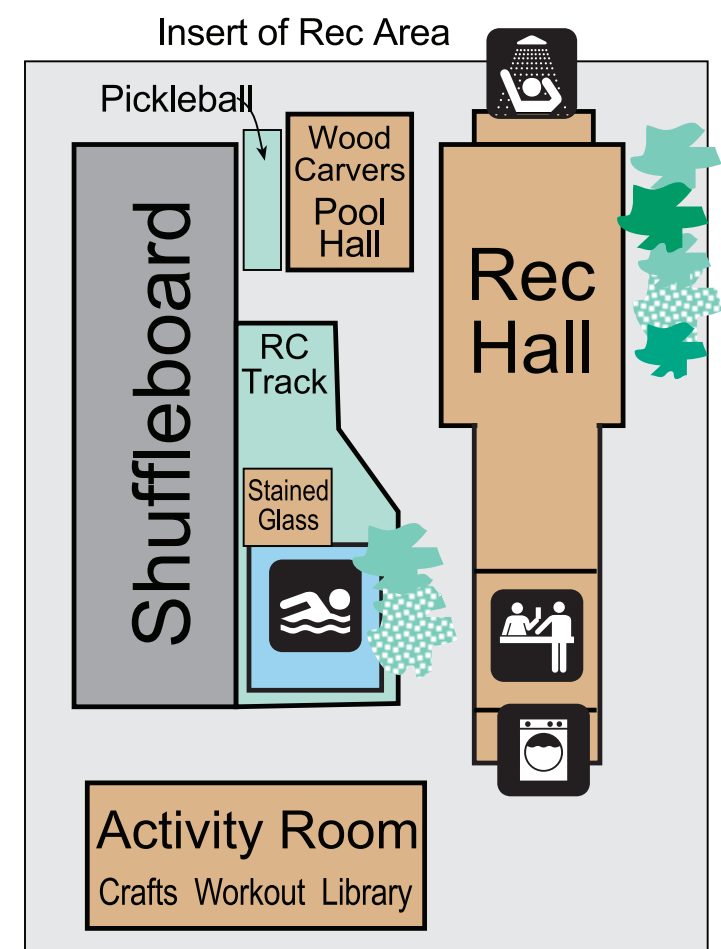 Insert of Rec Area
Pickleball
Wood
Carvers
Pool
Hall
Rec
Hall
Shuffleboard
RC
Track
Stained
Glass
Activity Room
Crafts Workout Library